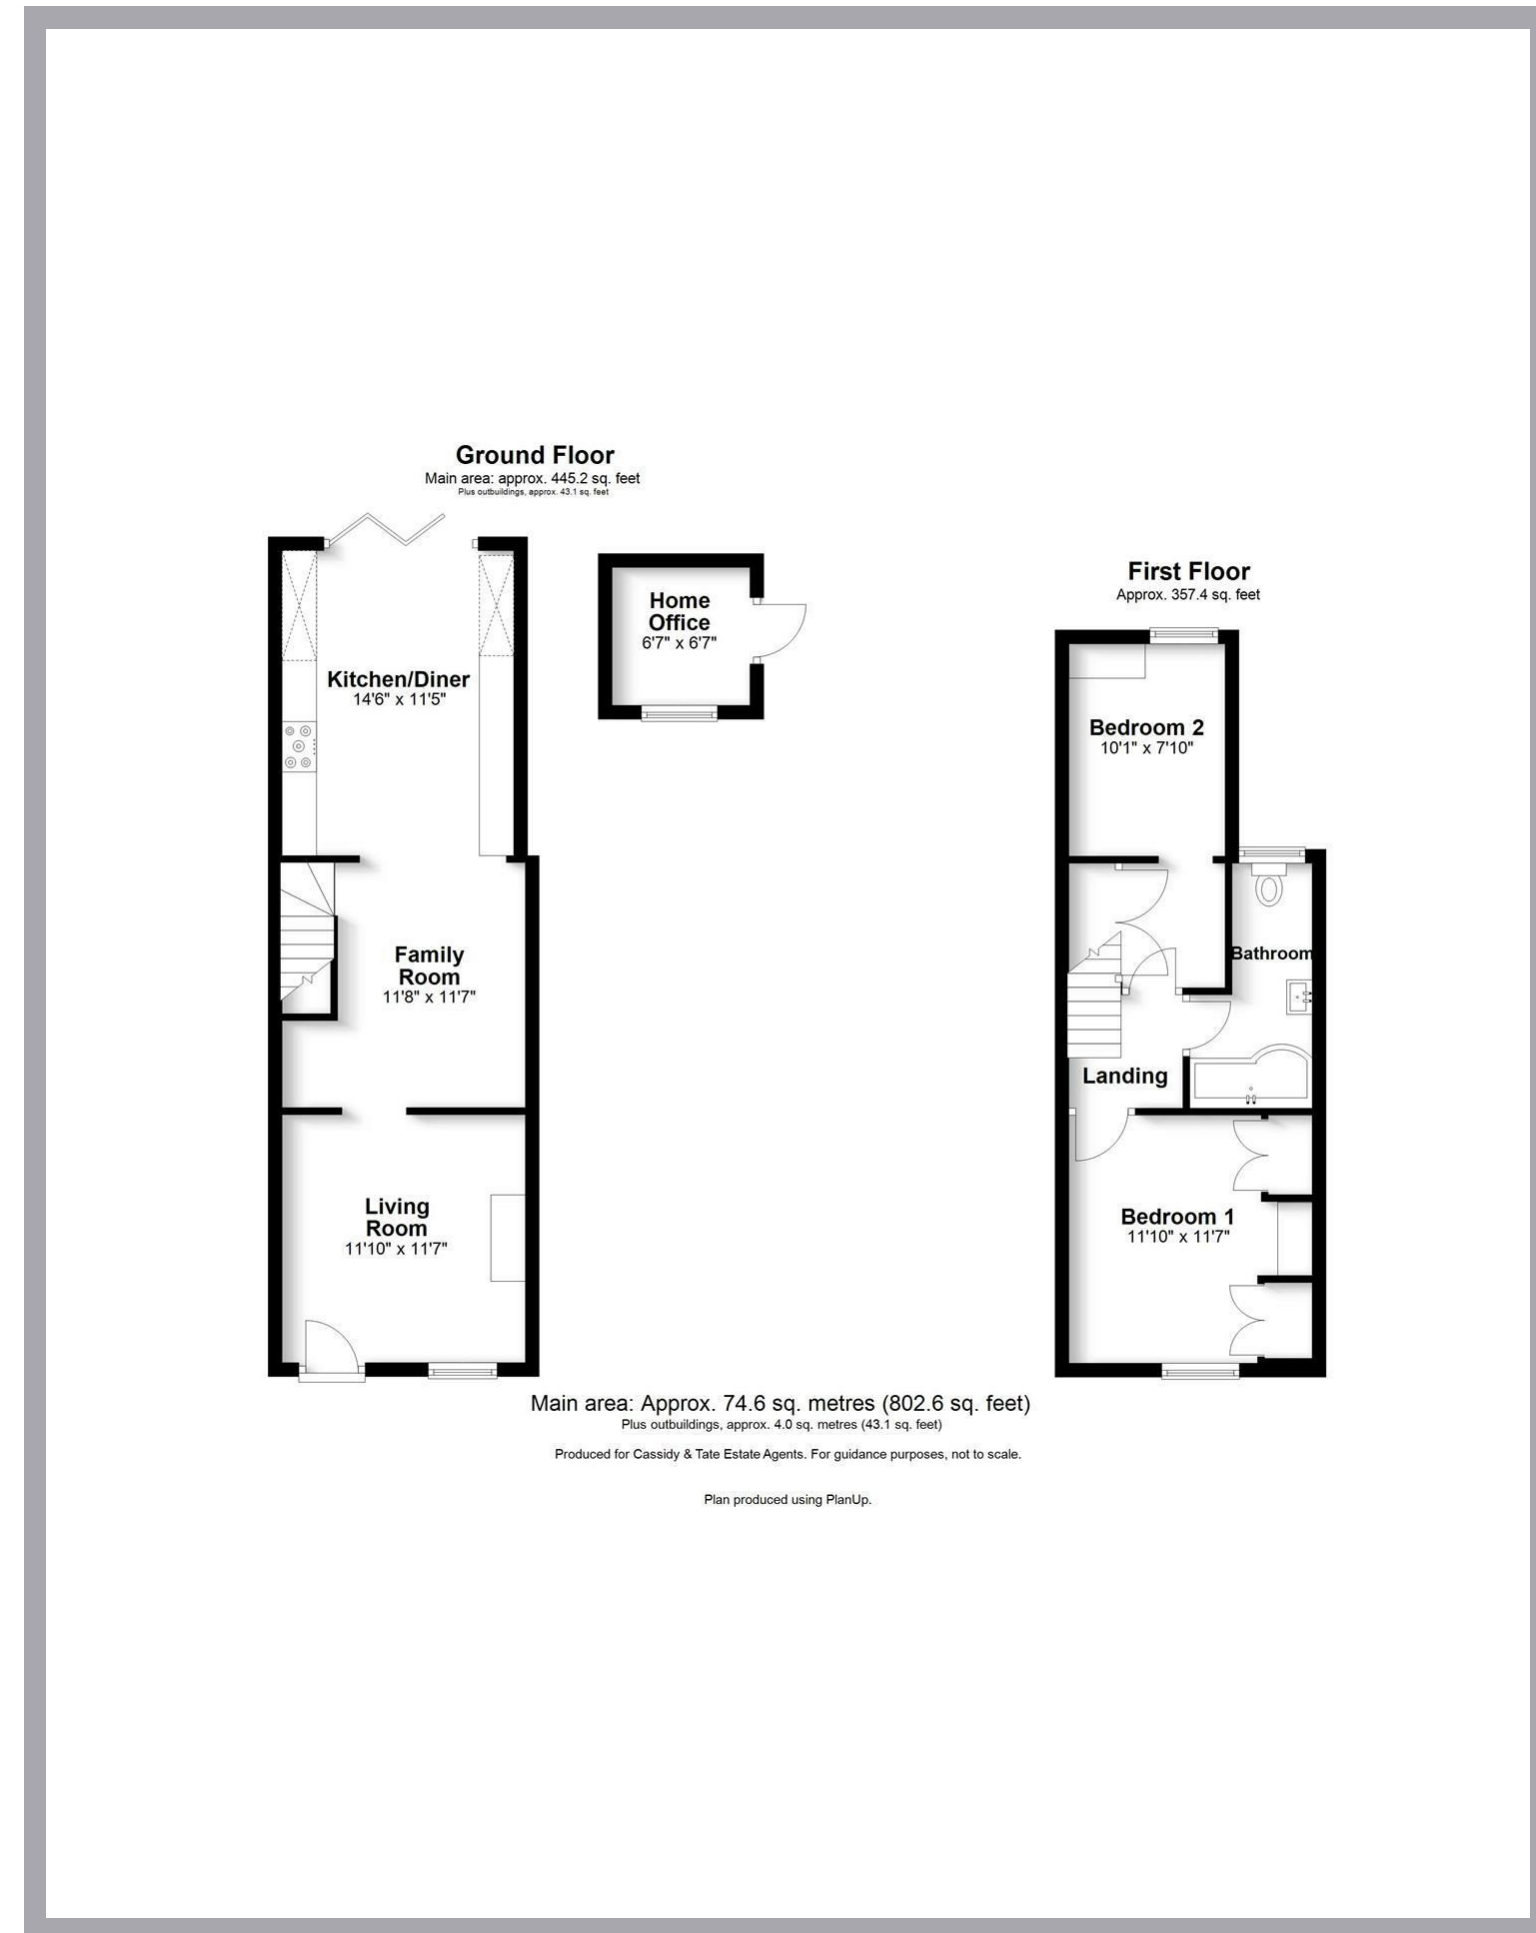 Ground Floor
Main area: approx. 445.2 sq. feet
Plus outbuildings, approx. 43.1 sq. feet
Kitchen/Diner
14'6" x 11'5"
Family
Room
11'8" x 11'7"
Living
Room
11'10" x 11'7"
Home
Office
6'7" x 6'7"
First Floor
Approx. 357.4 sq. feet
Bedroom 2
10'1" x 7'10"
Bathroom
Landing
Bedroom 1
11'10" x 11'7"
Main area: Approx. 74.6 sq. metres (802.6 sq. feet)
Plus outbuildings, approx. 4.0 sq. metres (43.1 sq. feet)
Produced for Cassidy & Tate Estate Agents. For guidance purposes, not to scale.
Plan produced using PlanUp.